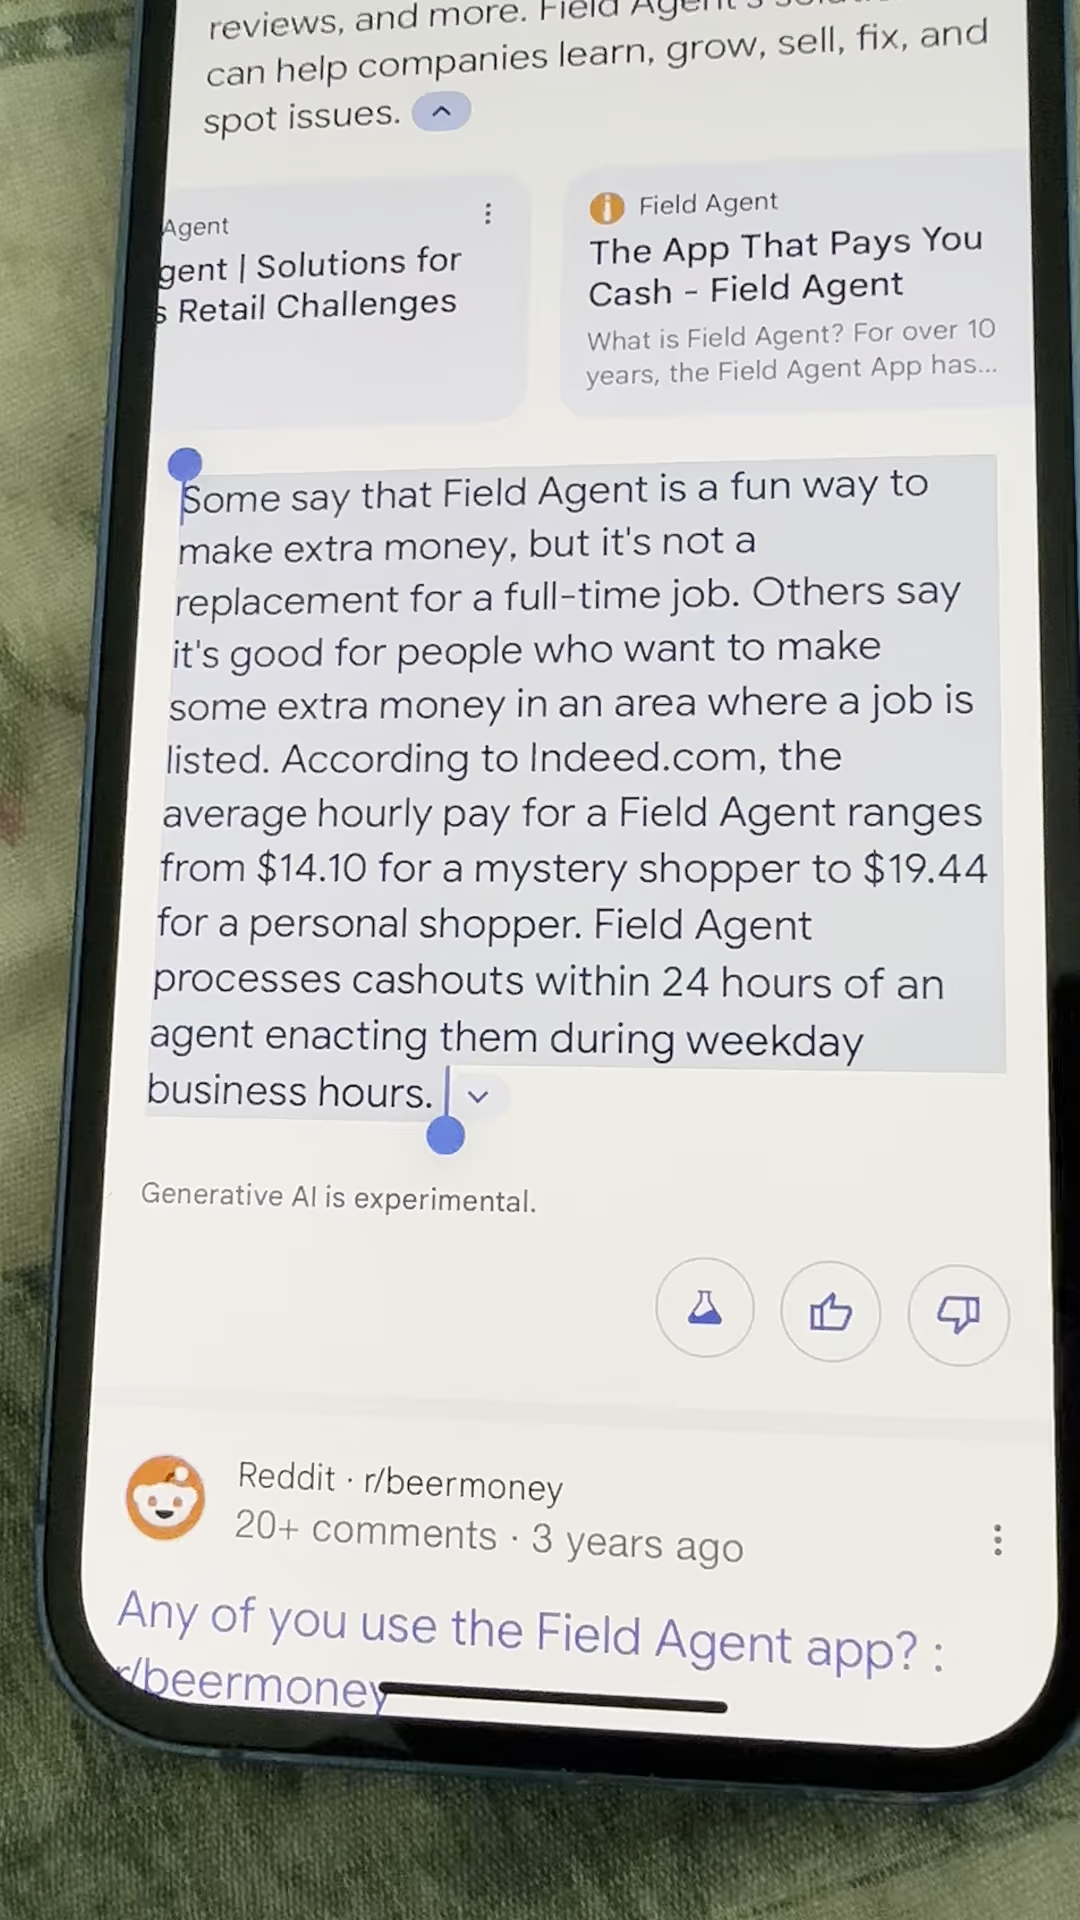 reviews, and more. Field Agent's
can help companies learn, grow, sell, fix, and
spot issues.
Agent
gent | Solutions for
s Retail Challenges
Field Agent
The App That Pays You
Cash - Field Agent
What is Field Agent? For over 10
years, the Field Agent App has...
Some say that Field Agent is a fun way to
make extra money, but it's not a
replacement for a full-time job. Others say
it's good for people who want to make
some extra money in an area where a job is
listed. According to Indeed.com, the
average hourly pay for a Field Agent ranges
from $14.10 for a mystery shopper to $19.44
for a personal shopper. Field Agent
processes cashouts within 24 hours of an
agent enacting them during weekday
business hours.
Generative AI is experimental.
Reddit · r/beermoney
20+ comments · 3 years ago
Any of you use the Field Agent app? :
r/beermoney